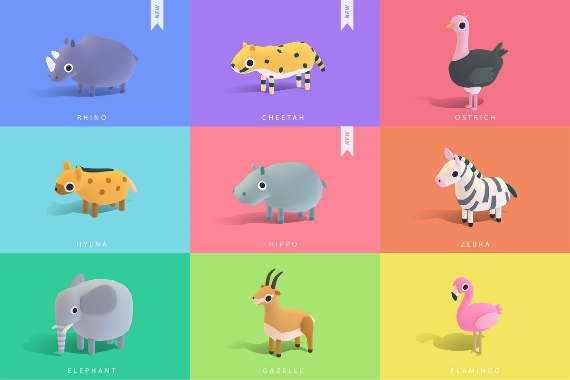 NEW
NEW
RHINO
CHEETAH
OSTRICH
NEW
HYENA
HIPPO
ZEBRA
ELEPHANT
GAZELLE
FLAMINGO